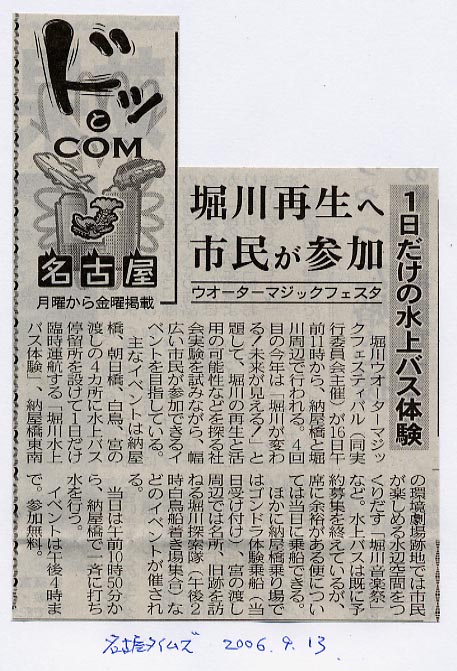 ドッ
と
COM
名古屋
月曜から金曜掲載
1日だけの水上バス体験
堀川再生へ
市民が参加
ウオーターマジックフェスタ
堀川ウオーターマジッ
クフェスティバル（同実
行委員会主催）が16日午
前11時から、納屋橋と堀
川周辺で行われる。4回
目の今年は「堀川が変わ
る！未来が見える？」と
題して、堀川の再生と活
用の可能性などを探る社
会実験を試みながら、幅
広い市民が参加できるイ
ベントを目指している。
主なイベントは納屋
橋、朝日橋、白鳥、宮の
渡しの4カ所に水上バス
停留所を設けて1日だけ
臨時運航する「堀川水上
バス体験」、納屋橋東南
の環境劇場跡地では市民
が楽しめる水辺空間をつ
くりだす「堀川音楽祭」
など。水上バスは既に予
約募集を終えているが、
席に余裕がある便につい
ては当日に乗船できる。
ほかに納屋橋乗り場で
はゴンドラ体験乗船（当
日受け付け）、宮の渡し
周辺では名所、旧跡を訪
ねる堀川探索隊（午後2
時白鳥船着き場集合）な
どのイベントが催され
る。
当日は午前10時50分か
ら、納屋橋で一斉に打ち
水を行う。
イベントは午後4時ま
で。参加無料。
名古屋タイムズ 2006.9.13